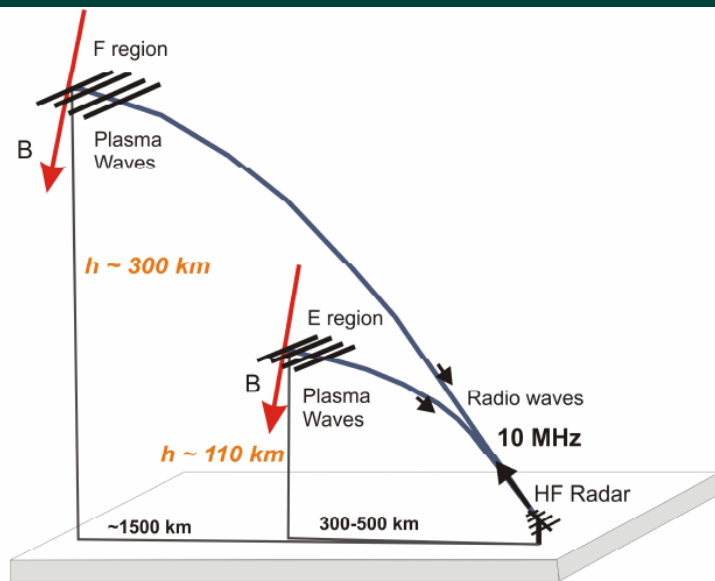 F region
B
Plasma
Waves
h ~ 300 km
E region
B
Plasma
Waves
Radio waves
h ~ 110 km
10 MHz
HF Radar
~1500 km
300-500 km